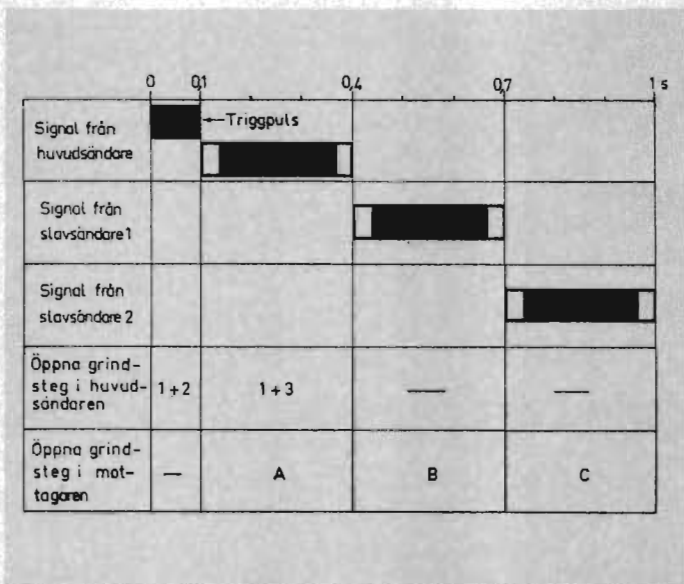 0 0,1 0,4 0,7 1 s
Signal från
huvudsändare
Triggpuls
Signal från
slavsändare 1
Signal från
slavsändare 2
Öppna grind-
steg i huvud-
sändaren
1+2 1+3 — —
Öppna grind-
steg i mot-
tagaren
— A B C